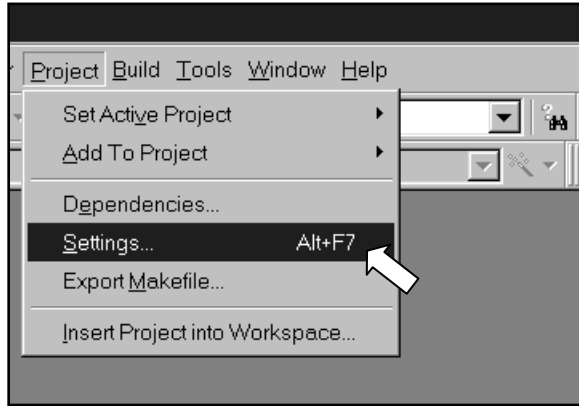 Project Build Tools Window Help
Set Active Project
Add To Project
Dependencies...
Settings... Alt+F7
Export Makefile...
Insert Project into Workspace...